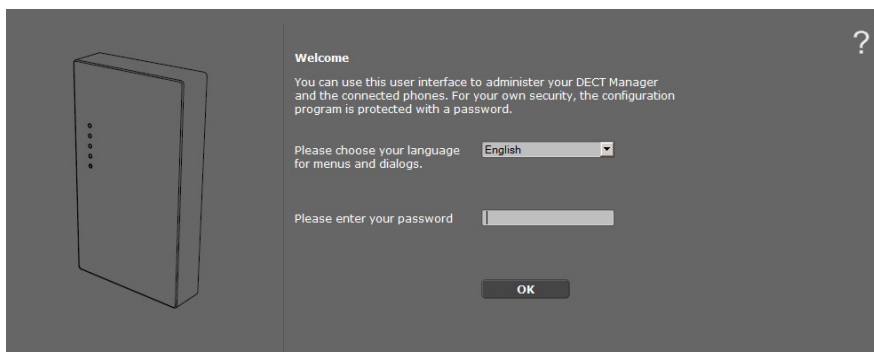 ?
Welcome
You can use this user interface to administer your DECT Manager
and the connected phones. For your own security, the configuration
program is protected with a password.
Please choose your language
for menus and dialogs.
English
Please enter your password
OK